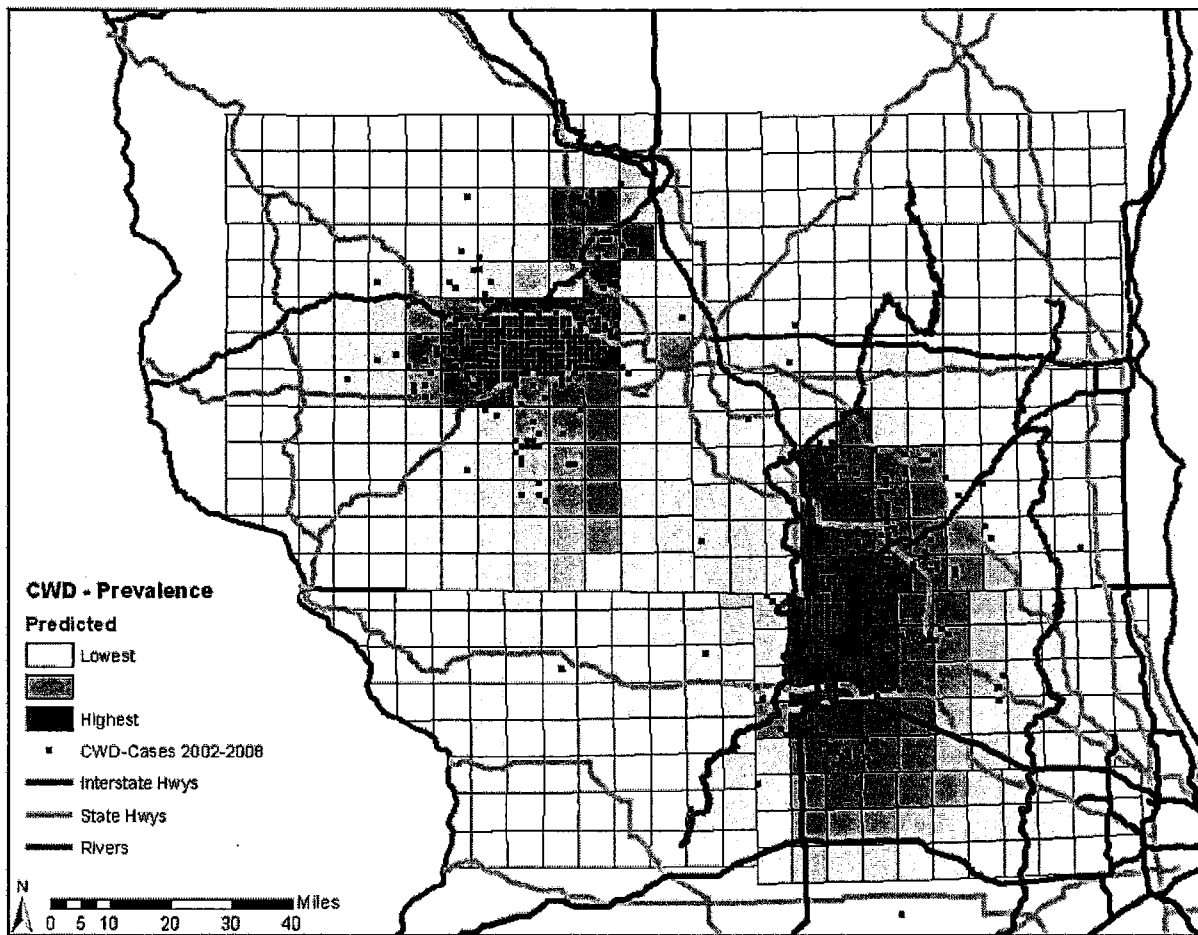 CWD - Prevalence
Predicted
Lowest
Highest
CWD-Cases 2002-2008
Interstate Hwys
State Hwys
Rivers
N
0 5 10 20 30 40 Miles